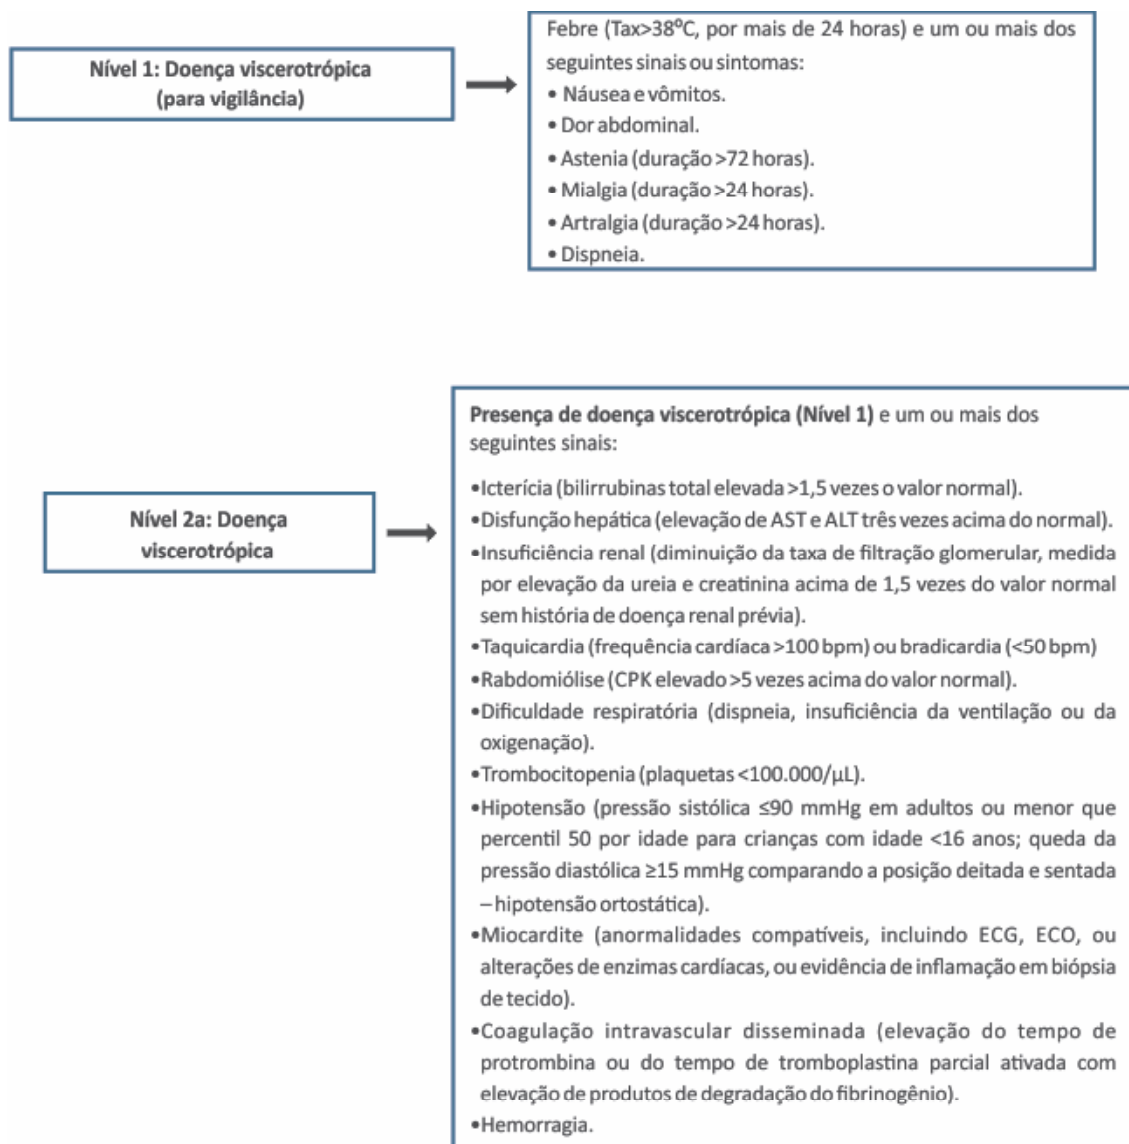 Nível 1: Doença viscerotrópica
(para vigilância)
Febre (Tax>38ºC, por mais de 24 horas) e um ou mais dos
seguintes sinais ou sintomas:
• Náusea e vômitos.
• Dor abdominal.
• Astenia (duração >72 horas).
• Mialgia (duração >24 horas).
• Artralgia (duração >24 horas).
• Dispneia.
Nível 2a: Doença
viscerotrópica
Presença de doença viscerotrópica (Nível 1) e um ou mais dos
seguintes sinais:
•Icterícia (bilirrubinas total elevada >1,5 vezes o valor normal).
•Disfunção hepática (elevação de AST e ALT três vezes acima do normal).
•Insuficiência renal (diminuição da taxa de filtração glomerular, medida
por elevação da ureia e creatinina acima de 1,5 vezes do valor normal
sem história de doença renal prévia).
•Taquicardia (frequência cardíaca >100 bpm) ou bradicardia (<50 bpm)
•Rabdomiólise (CPK elevado >5 vezes acima do valor normal).
•Dificuldade respiratória (dispneia, insuficiência da ventilação ou da
oxigenação).
•Trombocitopenia (plaquetas <100.000/µL).
•Hipotensão (pressão sistólica ≤90 mmHg em adultos ou menor que
percentil 50 por idade para crianças com idade <16 anos; queda da
pressão diastólica ≥15 mmHg comparando a posição deitada e sentada
– hipotensão ortostática).
•Miocardite (anormalidades compatíveis, incluindo ECG, ECO, ou
alterações de enzimas cardíacas, ou evidência de inflamação em biópsia
de tecido).
•Coagulação intravascular disseminada (elevação do tempo de
protrombina ou do tempo de tromboplastina parcial ativada com
elevação de produtos de degradação do fibrinogênio).
•Hemorragia.